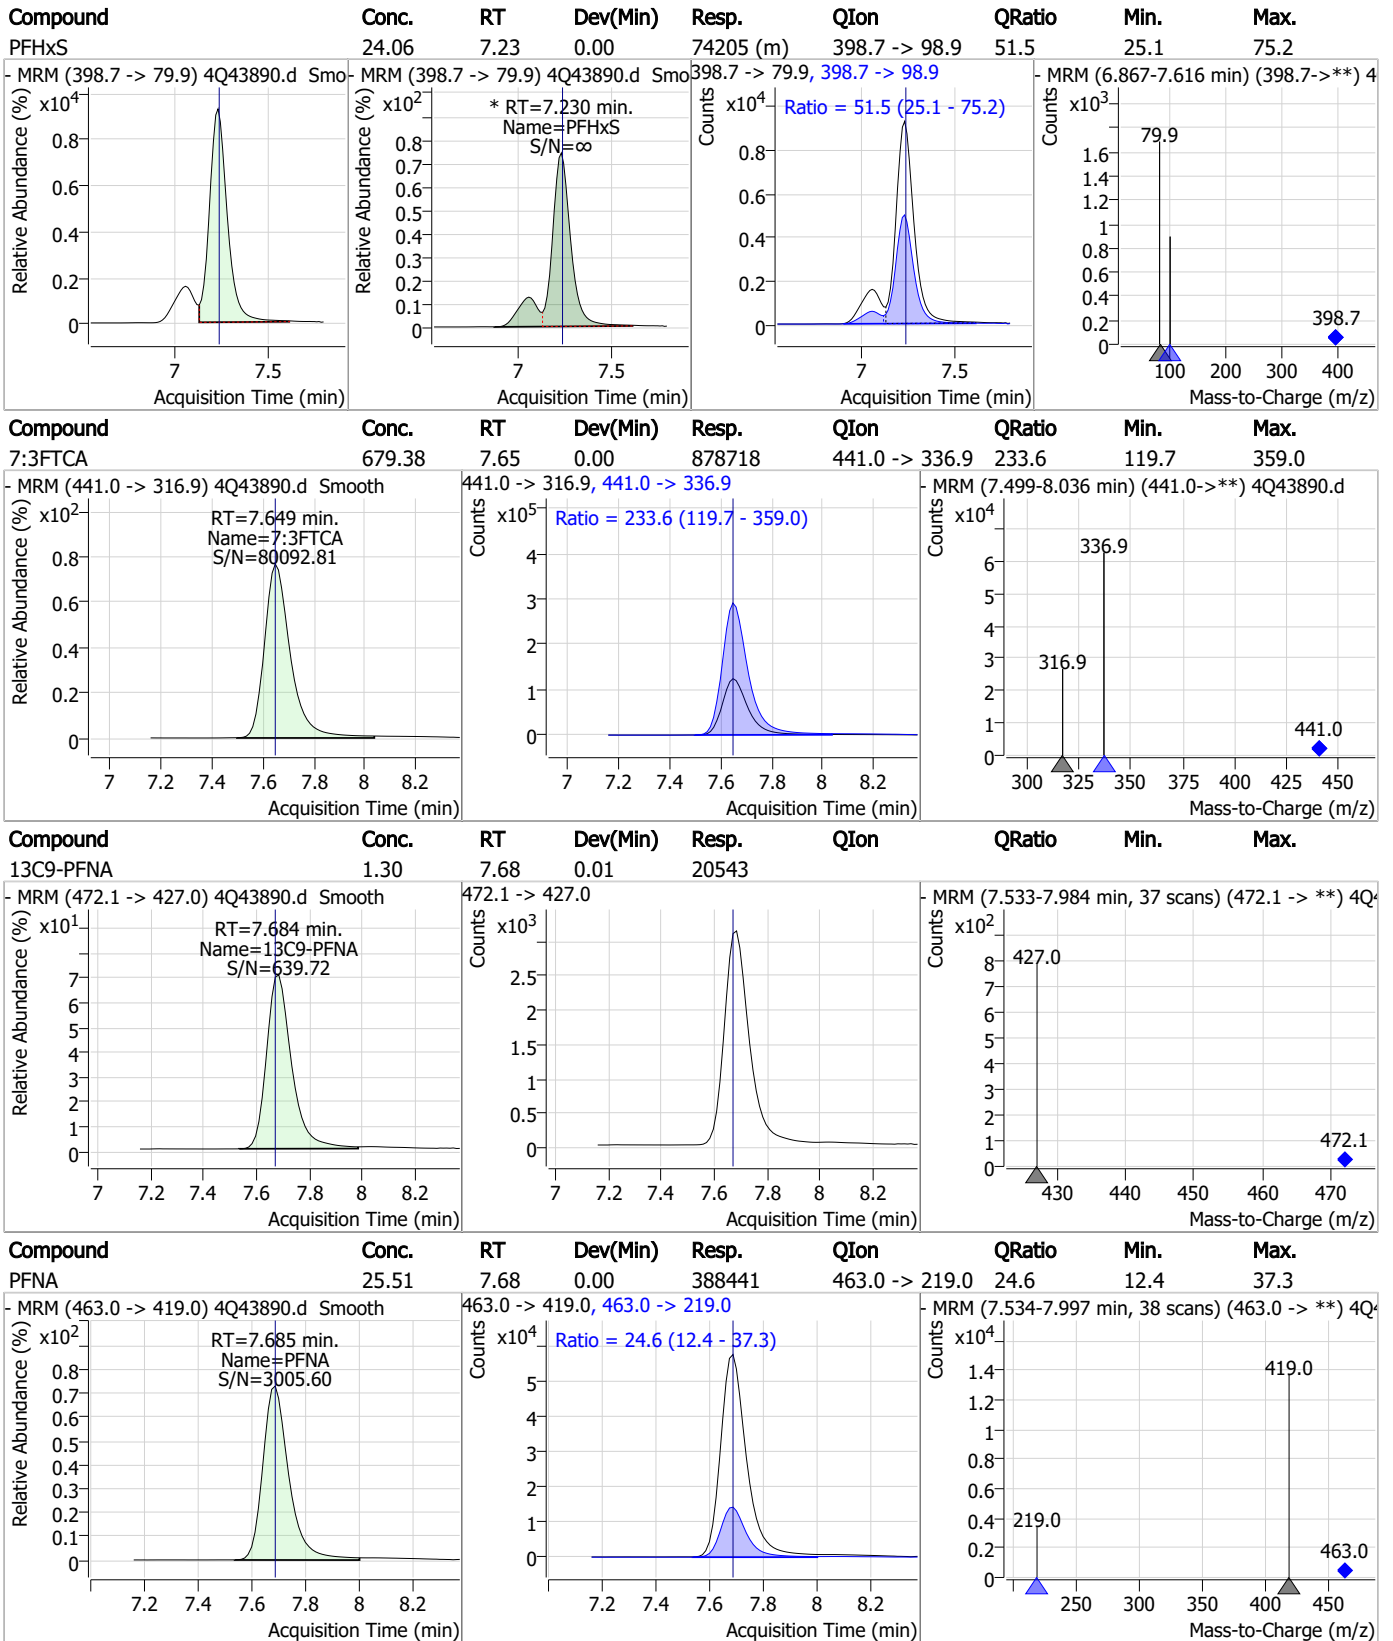 Compound Conc. RT Dev(Min) Resp. QIon QRatio Min. Max.
PFHxS 24.06 7.23 0.00 74205 (m) 398.7 -> 98.9 51.5 25.1 75.2
- MRM (398.7 -> 79.9) 4Q43890.d Smo
Relative Abundance (%)
x10⁴
0.8
0.6
0.4
0.2
0
7 7.5
Acquisition Time (min)
- MRM (398.7 -> 79.9) 4Q43890.d Smo
Relative Abundance (%)
x10²
* RT=7.230 min.
Name=PFHxS
S/N=∞
0.8
0.7
0.6
0.5
0.4
0.3
0.2
0.1
0
7 7.5
Acquisition Time (min)
398.7 -> 79.9, 398.7 -> 98.9
Counts
x10⁴
Ratio = 51.5 (25.1 - 75.2)
0.8
0.6
0.4
0.2
0
7 7.5
Acquisition Time (min)
- MRM (6.867-7.616 min) (398.7->**) 4
Counts
x10³
79.9
1.6
1.4
1.2
1
0.8
0.6
0.4
0.2
0
398.7
100 200 300 400
Mass-to-Charge (m/z)
Compound Conc. RT Dev(Min) Resp. QIon QRatio Min. Max.
7:3FTCA 679.38 7.65 0.00 878718 441.0 -> 336.9 233.6 119.7 359.0
- MRM (441.0 -> 316.9) 4Q43890.d Smooth
Relative Abundance (%)
x10²
RT=7.649 min.
Name=7:3FTCA
S/N=80092.81
0.8
0.6
0.4
0.2
0
7 7.2 7.4 7.6 7.8 8 8.2
Acquisition Time (min)
441.0 -> 316.9, 441.0 -> 336.9
Counts
x10⁵
Ratio = 233.6 (119.7 - 359.0)
4
3
2
1
0
7 7.2 7.4 7.6 7.8 8 8.2
Acquisition Time (min)
- MRM (7.499-8.036 min) (441.0->**) 4Q43890.d
Counts
x10⁴
336.9
6
5
4
3
2
1
0
316.9
441.0
300 325 350 375 400 425 450
Mass-to-Charge (m/z)
Compound Conc. RT Dev(Min) Resp. QIon QRatio Min. Max.
13C9-PFNA 1.30 7.68 0.01 20543
- MRM (472.1 -> 427.0) 4Q43890.d Smooth
Relative Abundance (%)
x10¹
RT=7.684 min.
Name=13C9-PFNA
S/N=639.72
7
6
5
4
3
2
1
0
7 7.2 7.4 7.6 7.8 8 8.2
Acquisition Time (min)
472.1 -> 427.0
Counts
x10³
2.5
2
1.5
1
0.5
0
7 7.2 7.4 7.6 7.8 8 8.2
Acquisition Time (min)
- MRM (7.533-7.984 min, 37 scans) (472.1 -> **) 4Q4
Counts
x10²
427.0
8
7
6
5
4
3
2
1
0
472.1
430 440 450 460 470
Mass-to-Charge (m/z)
Compound Conc. RT Dev(Min) Resp. QIon QRatio Min. Max.
PFNA 25.51 7.68 0.00 388441 463.0 -> 219.0 24.6 12.4 37.3
- MRM (463.0 -> 419.0) 4Q43890.d Smooth
Relative Abundance (%)
x10²
RT=7.685 min.
Name=PFNA
S/N=3005.60
0.8
0.7
0.6
0.5
0.4
0.3
0.2
0.1
0
7.2 7.4 7.6 7.8 8 8.2
Acquisition Time (min)
463.0 -> 419.0, 463.0 -> 219.0
Counts
x10⁴
Ratio = 24.6 (12.4 - 37.3)
5
4
3
2
1
0
7.2 7.4 7.6 7.8 8 8.2
Acquisition Time (min)
- MRM (7.534-7.997 min, 38 scans) (463.0 -> **) 4Q4
Counts
x10⁴
419.0
1.4
1.2
1
0.8
0.6
0.4
0.2
0
219.0
463.0
250 300 350 400 450
Mass-to-Charge (m/z)